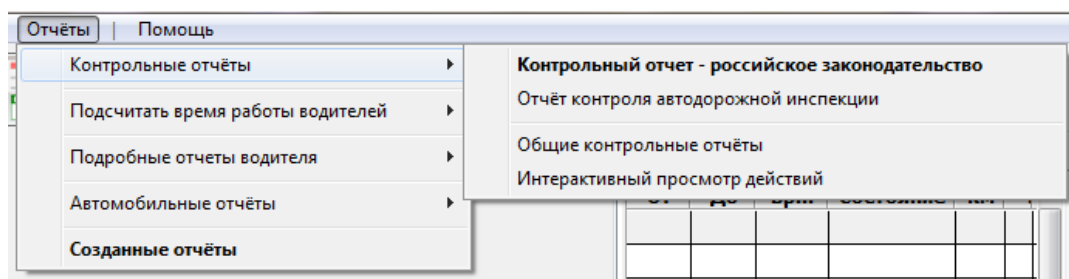 Отчёты | Помощь
Контрольные отчёты
Подсчитать время работы водителей
Подробные отчеты водителя
Автомобильные отчёты
Созданные отчёты
Контрольный отчет - российское законодательство
Отчёт контроля автодорожной инспекции
Общие контрольные отчёты
Интерактивный просмотр действий